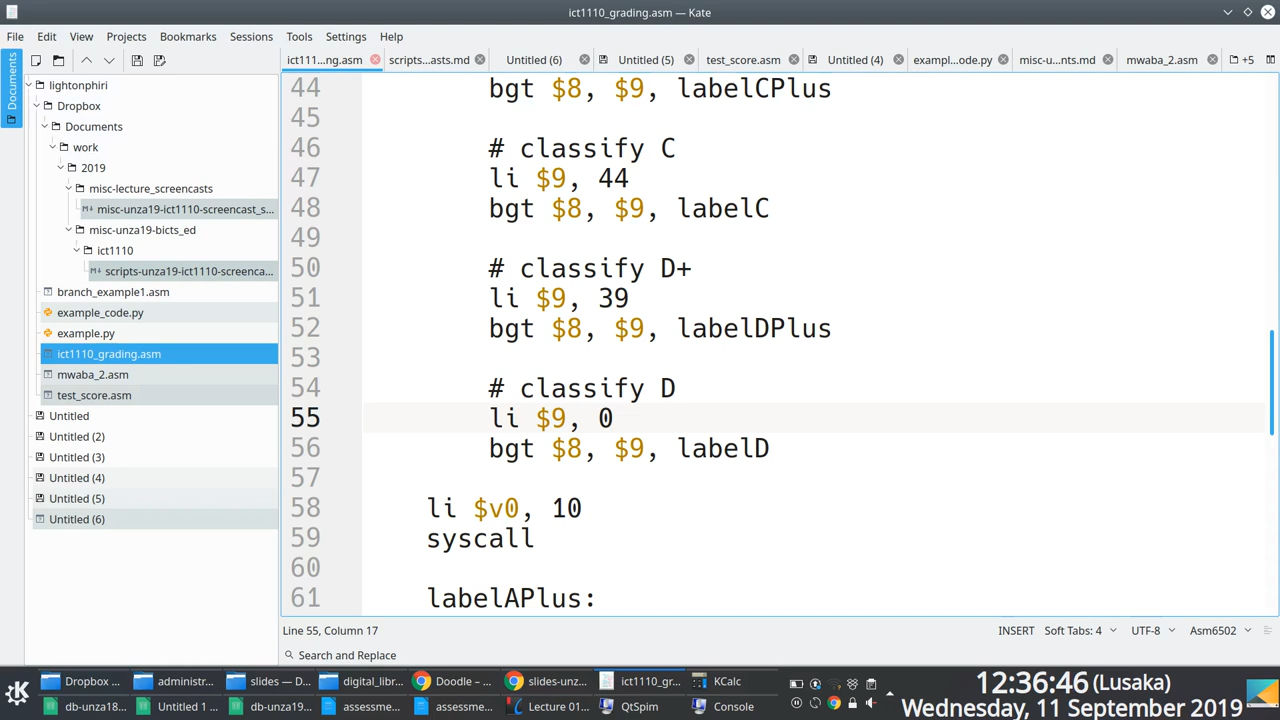 ict1110_grading.asm — Kate
File Edit View Projects Bookmarks Sessions Tools Settings Help
Documents
ict111...ng.asm scripts...asts.md Untitled (6) Untitled (5) test_score.asm Untitled (4) exampl...ode.py misc-u...nts.md mwaba_2.asm +5
lightonphiri
Dropbox
Documents
work
2019
misc-lecture_screencasts
misc-unza19-ict1110-screencast_s...
misc-unza19-bicts_ed
ict1110
scripts-unza19-ict1110-screenca...
branch_example1.asm
example_code.py
example.py
ict1110_grading.asm
mwaba_2.asm
test_score.asm
Untitled
Untitled (2)
Untitled (3)
Untitled (4)
Untitled (5)
Untitled (6)
44 bgt $8, $9, labelCPlus
45
46 # classify C
47 li $9, 44
48 bgt $8, $9, labelC
49
50 # classify D+
51 li $9, 39
52 bgt $8, $9, labelDPlus
53
54 # classify D
55 li $9, 0
56 bgt $8, $9, labelD
57
58 li $v0, 10
59 syscall
60
61 labelAPlus:
Line 55, Column 17 INSERT Soft Tabs: 4 UTF-8 Asm6502
Search and Replace
Dropbox ... administr... slides — D... digital_libr... Doodle – ... slides-unz... ict1110_gr... KCalc
db-unza18... Untitled 1 ... db-unza19... assessme... assessme... Lecture 01... QtSpim Console
12:36:46 (Lusaka)
Wednesday, 11 September 2019